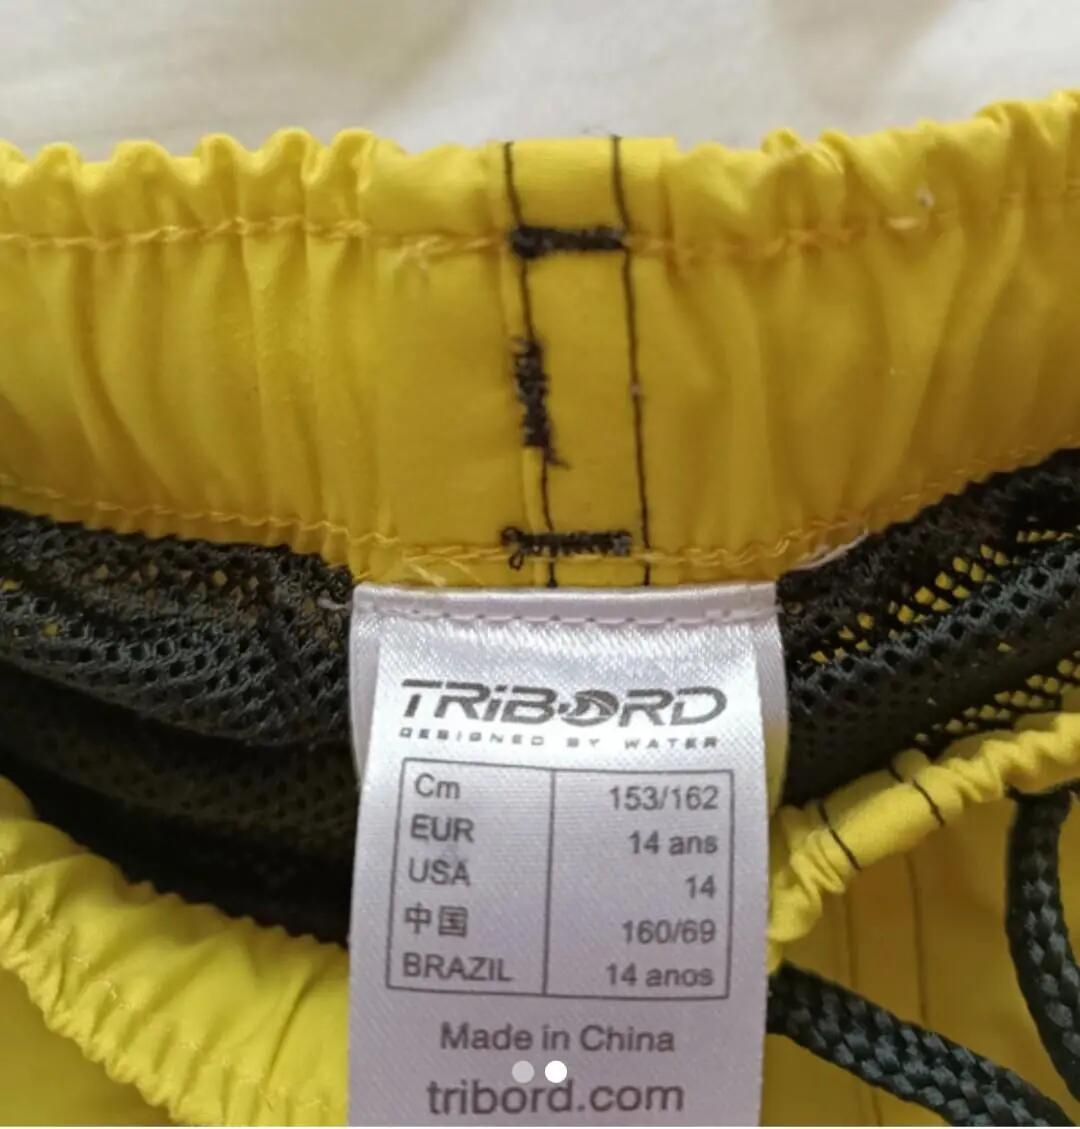 TRIBORD
DESIGNED BY WATER
Cm 153/162
EUR 14 ans
USA 14
中国 160/69
BRAZIL 14 anos
Made in China
tribord.com